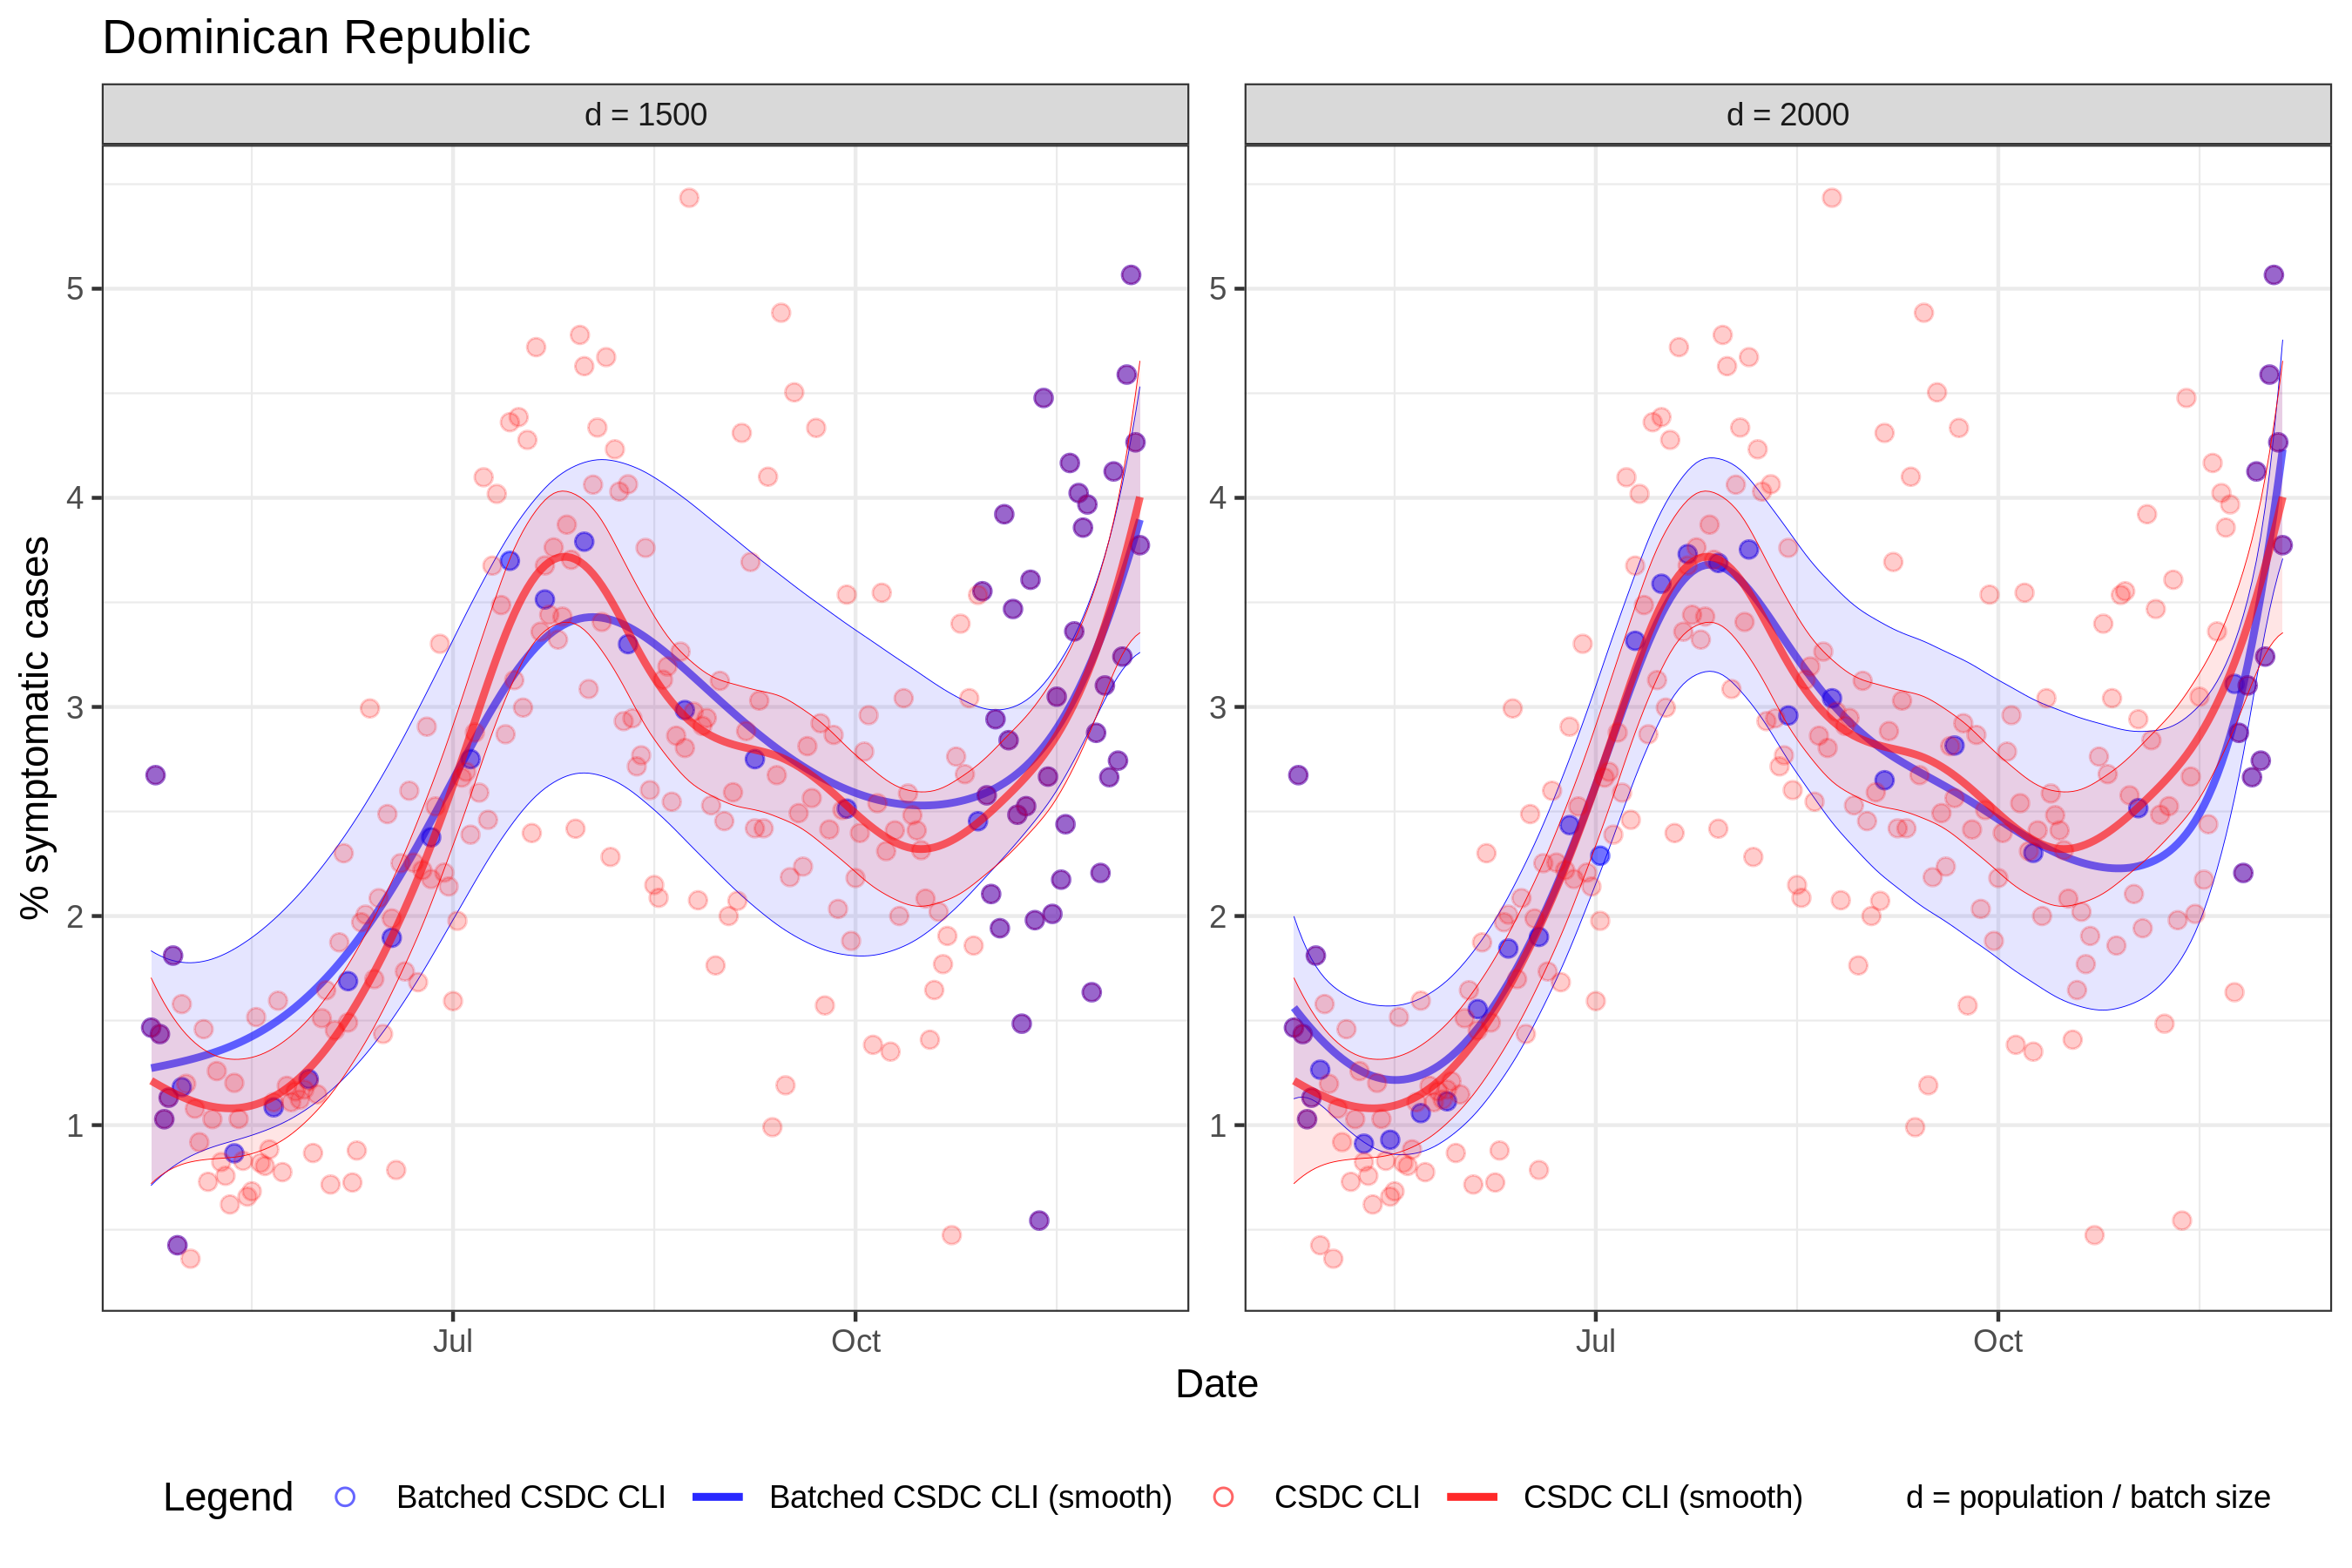 Dominican Republic
d = 1500
d = 2000
% symptomatic cases
5
4
3
2
1
5
4
3
2
1
Jul
Oct
Jul
Oct
Date
Legend
Batched CSDC CLI
Batched CSDC CLI (smooth)
CSDC CLI
CSDC CLI (smooth)
d = population / batch size